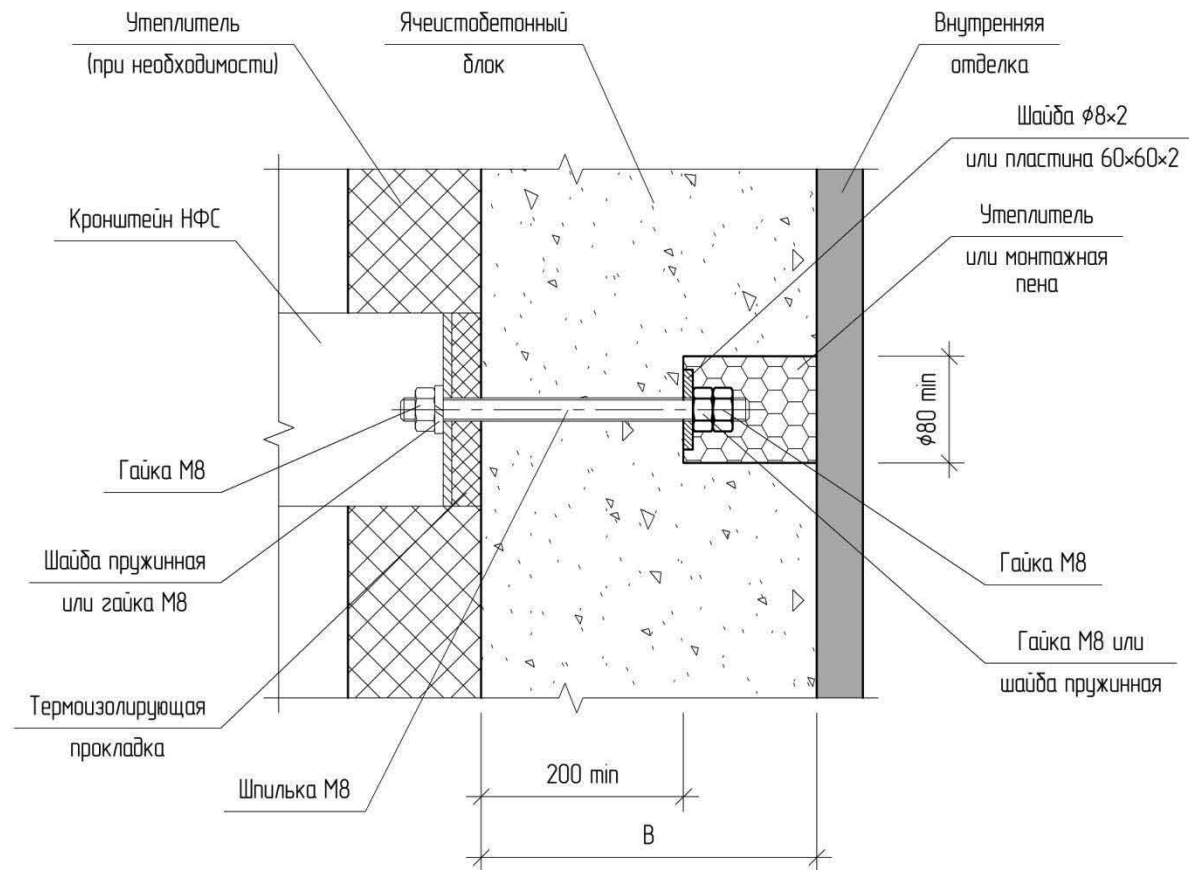 Утеплитель
(при необходимости)
Ячеистобетонный
блок
Внутренняя
отделка
Шайба ϕ8×2
или пластина 60×60×2
Кронштейн НФС
Утеплитель
или монтажная
пена
ϕ80 min
Гайка М8
Шайба пружинная
или гайка М8
Гайка М8
Гайка М8 или
шайба пружинная
Термоизолирующая
прокладка
Шпилька М8
200 min
В